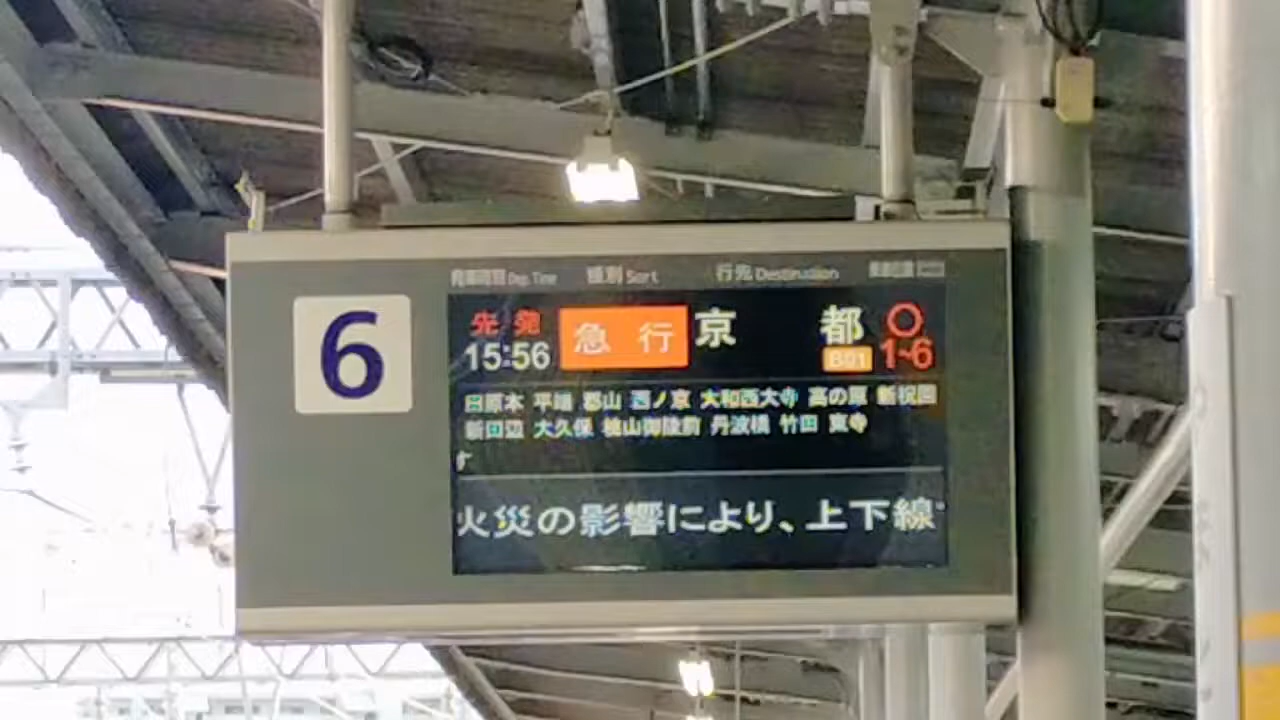 6
発車時刻 Dep. Time 種別 Sort 行先 Destination
先発 15:56 急行 京都 B01 ○ 1~6
田原本 平端 郡山 西ノ京 大和西大寺 高の原 新祝園
新田辺 大久保 桃山御陵前 丹波橋 竹田 東寺
す
火災の影響により、上下線